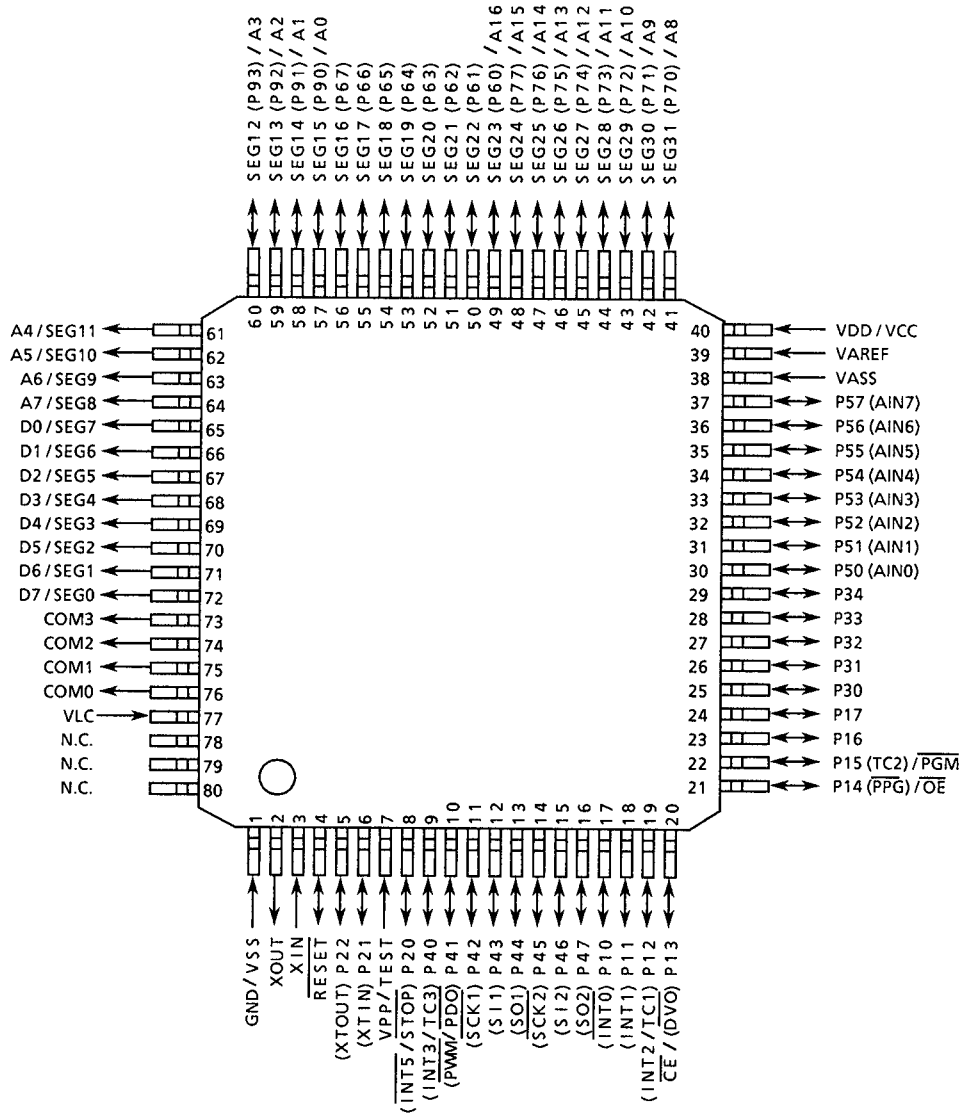 SEG12 (P93) / A3
SEG13 (P92) / A2
SEG14 (P91) / A1
SEG15 (P90) / A0
SEG16 (P67)
SEG17 (P66)
SEG18 (P65)
SEG19 (P64)
SEG20 (P63)
SEG21 (P62)
SEG22 (P61)
SEG23 (P60) / A16
SEG24 (P77) / A15
SEG25 (P76) / A14
SEG26 (P75) / A13
SEG27 (P74) / A12
SEG28 (P73) / A11
SEG29 (P72) / A10
SEG30 (P71) / A9
SEG31 (P70) / A8
60
59
58
57
56
55
54
53
52
51
50
49
48
47
46
45
44
43
42
41
A4 / SEG11 61
A5 / SEG10 62
A6 / SEG9 63
A7 / SEG8 64
D0 / SEG7 65
D1 / SEG6 66
D2 / SEG5 67
D3 / SEG4 68
D4 / SEG3 69
D5 / SEG2 70
D6 / SEG1 71
D7 / SEG0 72
COM3 73
COM2 74
COM1 75
COM0 76
VLC 77
N.C. 78
N.C. 79
N.C. 80
40 VDD / VCC
39 VAREF
38 VASS
37 P57 (AIN7)
36 P56 (AIN6)
35 P55 (AIN5)
34 P54 (AIN4)
33 P53 (AIN3)
32 P52 (AIN2)
31 P51 (AIN1)
30 P50 (AIN0)
29 P34
28 P33
27 P32
26 P31
25 P30
24 P17
23 P16
22 P15 (TC2) / PGM
21 P14 (PPG) / OE
1
2
3
4
5
6
7
8
9
10
11
12
13
14
15
16
17
18
19
20
GND / VSS
XOUT
XIN
RESET
(XTOUT) P22
(XTIN) P21
VPP / TEST
(INT5 / STOP) P20
(INT3 / TC3) P40
(PWM / PDO) P41
(SCK1) P42
(SI1) P43
(SO1) P44
(SCK2) P45
(SI2) P46
(SO2) P47
(INT0) P10
(INT1) P11
(INT2 / TC1) P12
CE / (DVO) P13